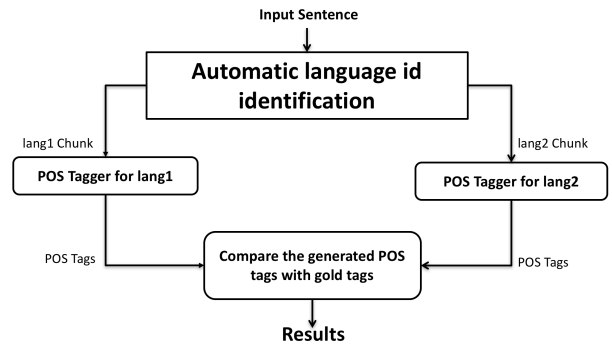 Input Sentence
Automatic language id
identification
lang1 Chunk
lang2 Chunk
POS Tagger for lang1
POS Tagger for lang2
POS Tags
Compare the generated POS
tags with gold tags
POS Tags
Results